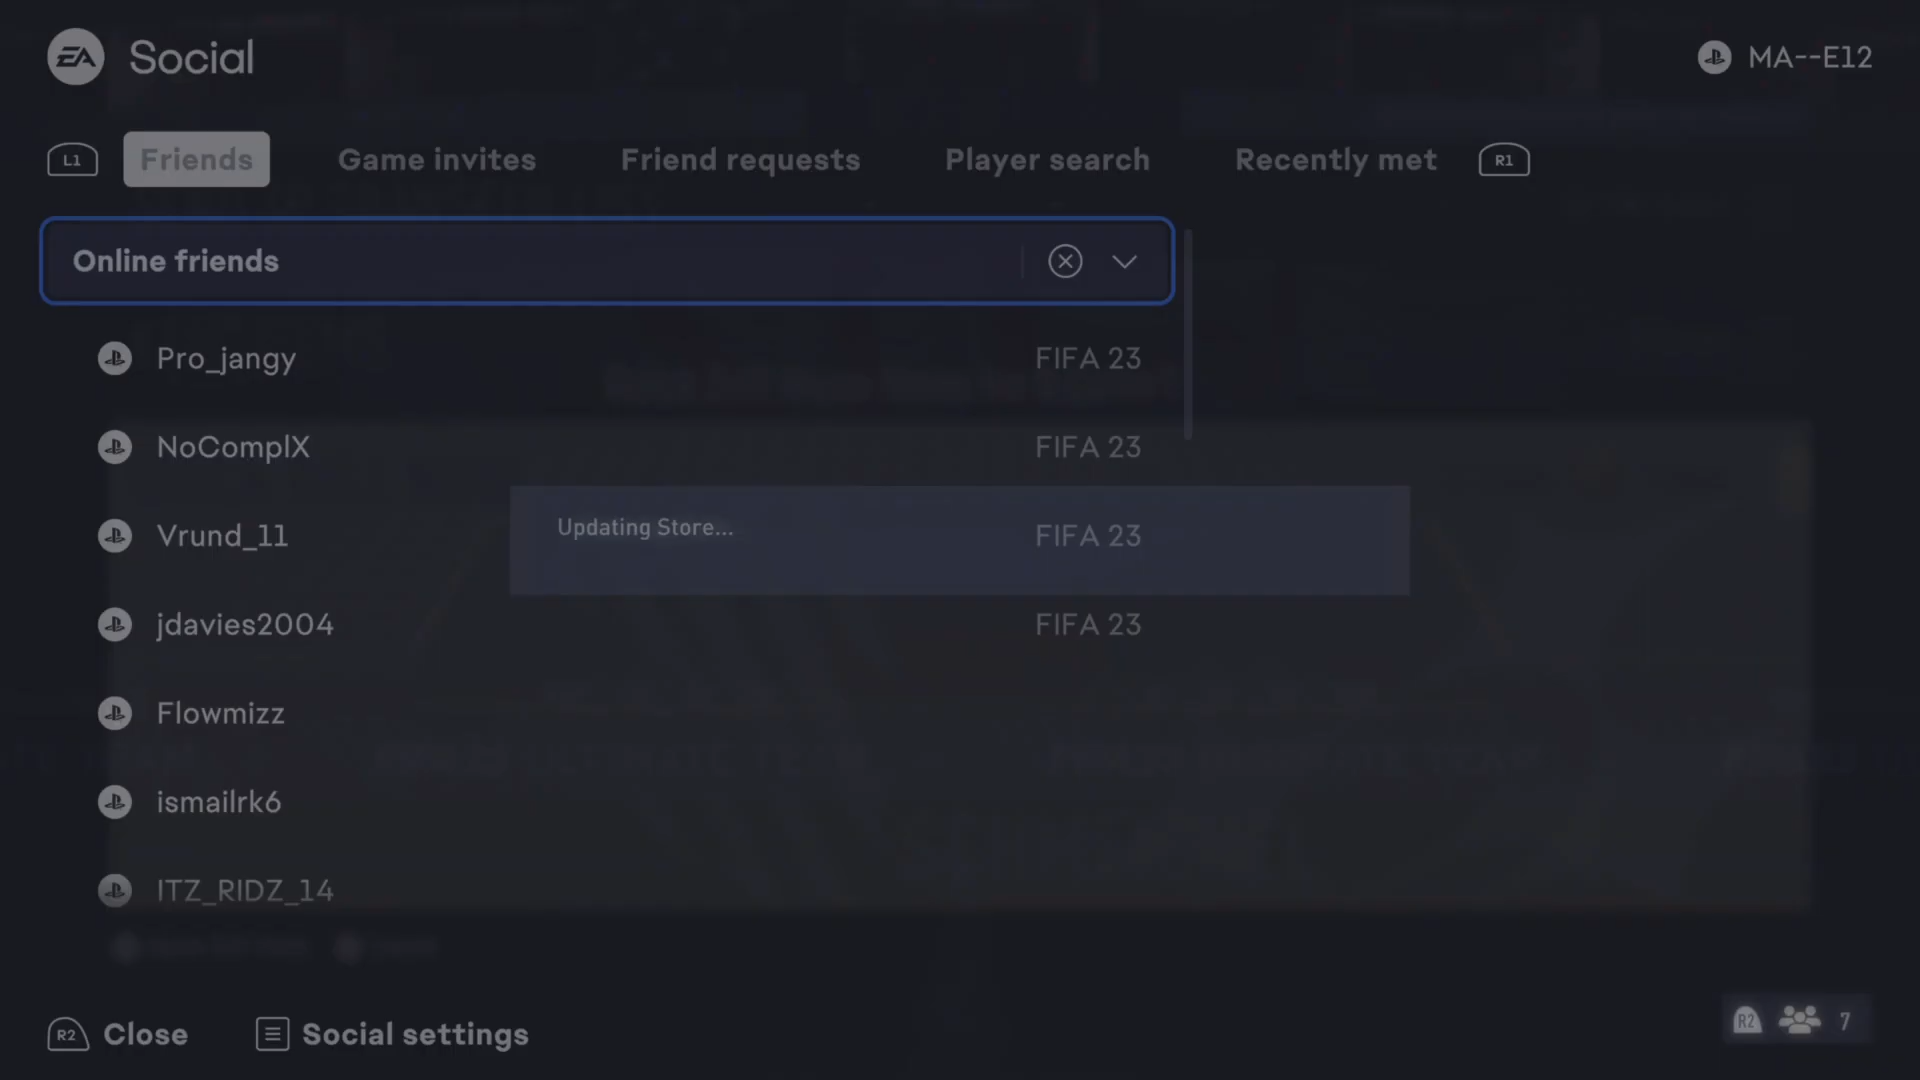 EA Social
MA--E12
L1 Friends Game invites Friend requests Player search Recently met R1
Online friends
Pro_jangy FIFA 23
NoComplX FIFA 23
Updating Store...
Vrund_11 FIFA 23
jdavies2004 FIFA 23
Flowmizz
ismailrk6
ITZ_RIDZ_14
R2 Close Social settings
R2 7